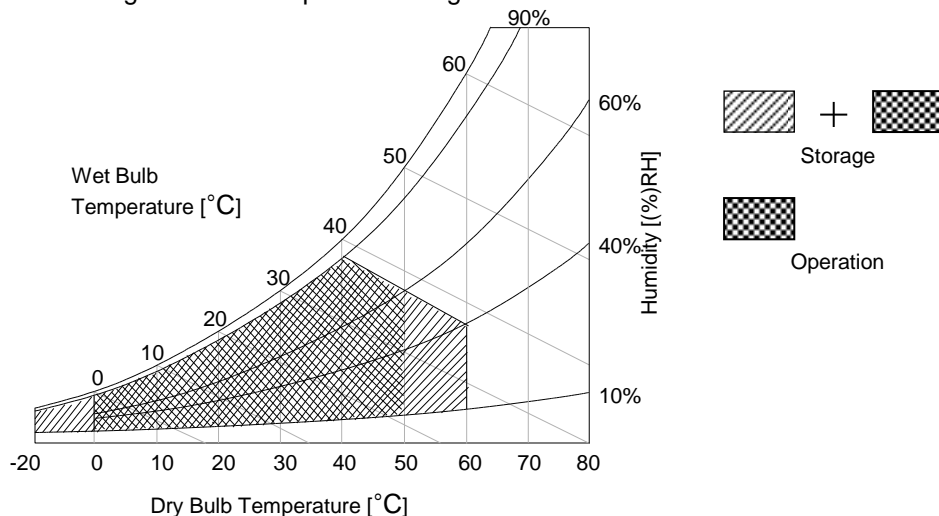 90%
60
60%
50
Wet Bulb
Temperature [°C]
40
30
20
10
0
40%
10%
Humidity [(%)RH]
-20 0 10 20 30 40 50 60 70 80
Dry Bulb Temperature [°C]
+
Storage
Operation